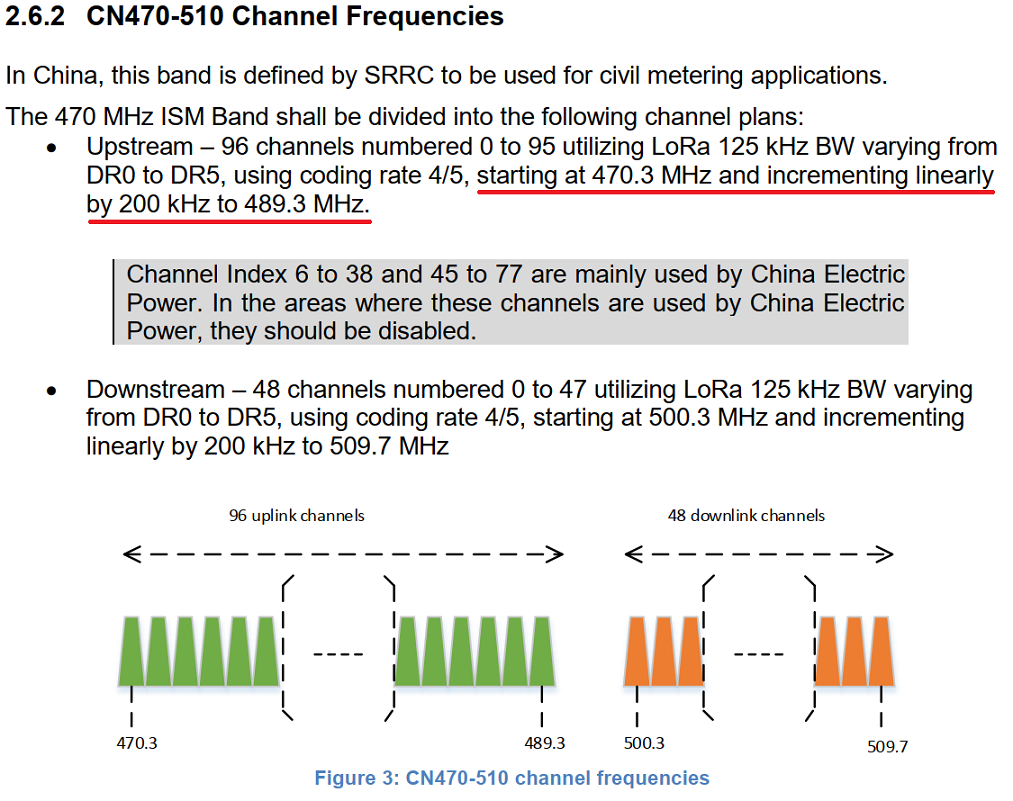 2.6.2 CN470-510 Channel Frequencies
In China, this band is defined by SRRC to be used for civil metering applications.
The 470 MHz ISM Band shall be divided into the following channel plans:
• Upstream – 96 channels numbered 0 to 95 utilizing LoRa 125 kHz BW varying from
DR0 to DR5, using coding rate 4/5, starting at 470.3 MHz and incrementing linearly
by 200 kHz to 489.3 MHz.
Channel Index 6 to 38 and 45 to 77 are mainly used by China Electric
Power. In the areas where these channels are used by China Electric
Power, they should be disabled.
• Downstream – 48 channels numbered 0 to 47 utilizing LoRa 125 kHz BW varying
from DR0 to DR5, using coding rate 4/5, starting at 500.3 MHz and incrementing
linearly by 200 kHz to 509.7 MHz
96 uplink channels 48 downlink channels
470.3 489.3 500.3 509.7
Figure 3: CN470-510 channel frequencies